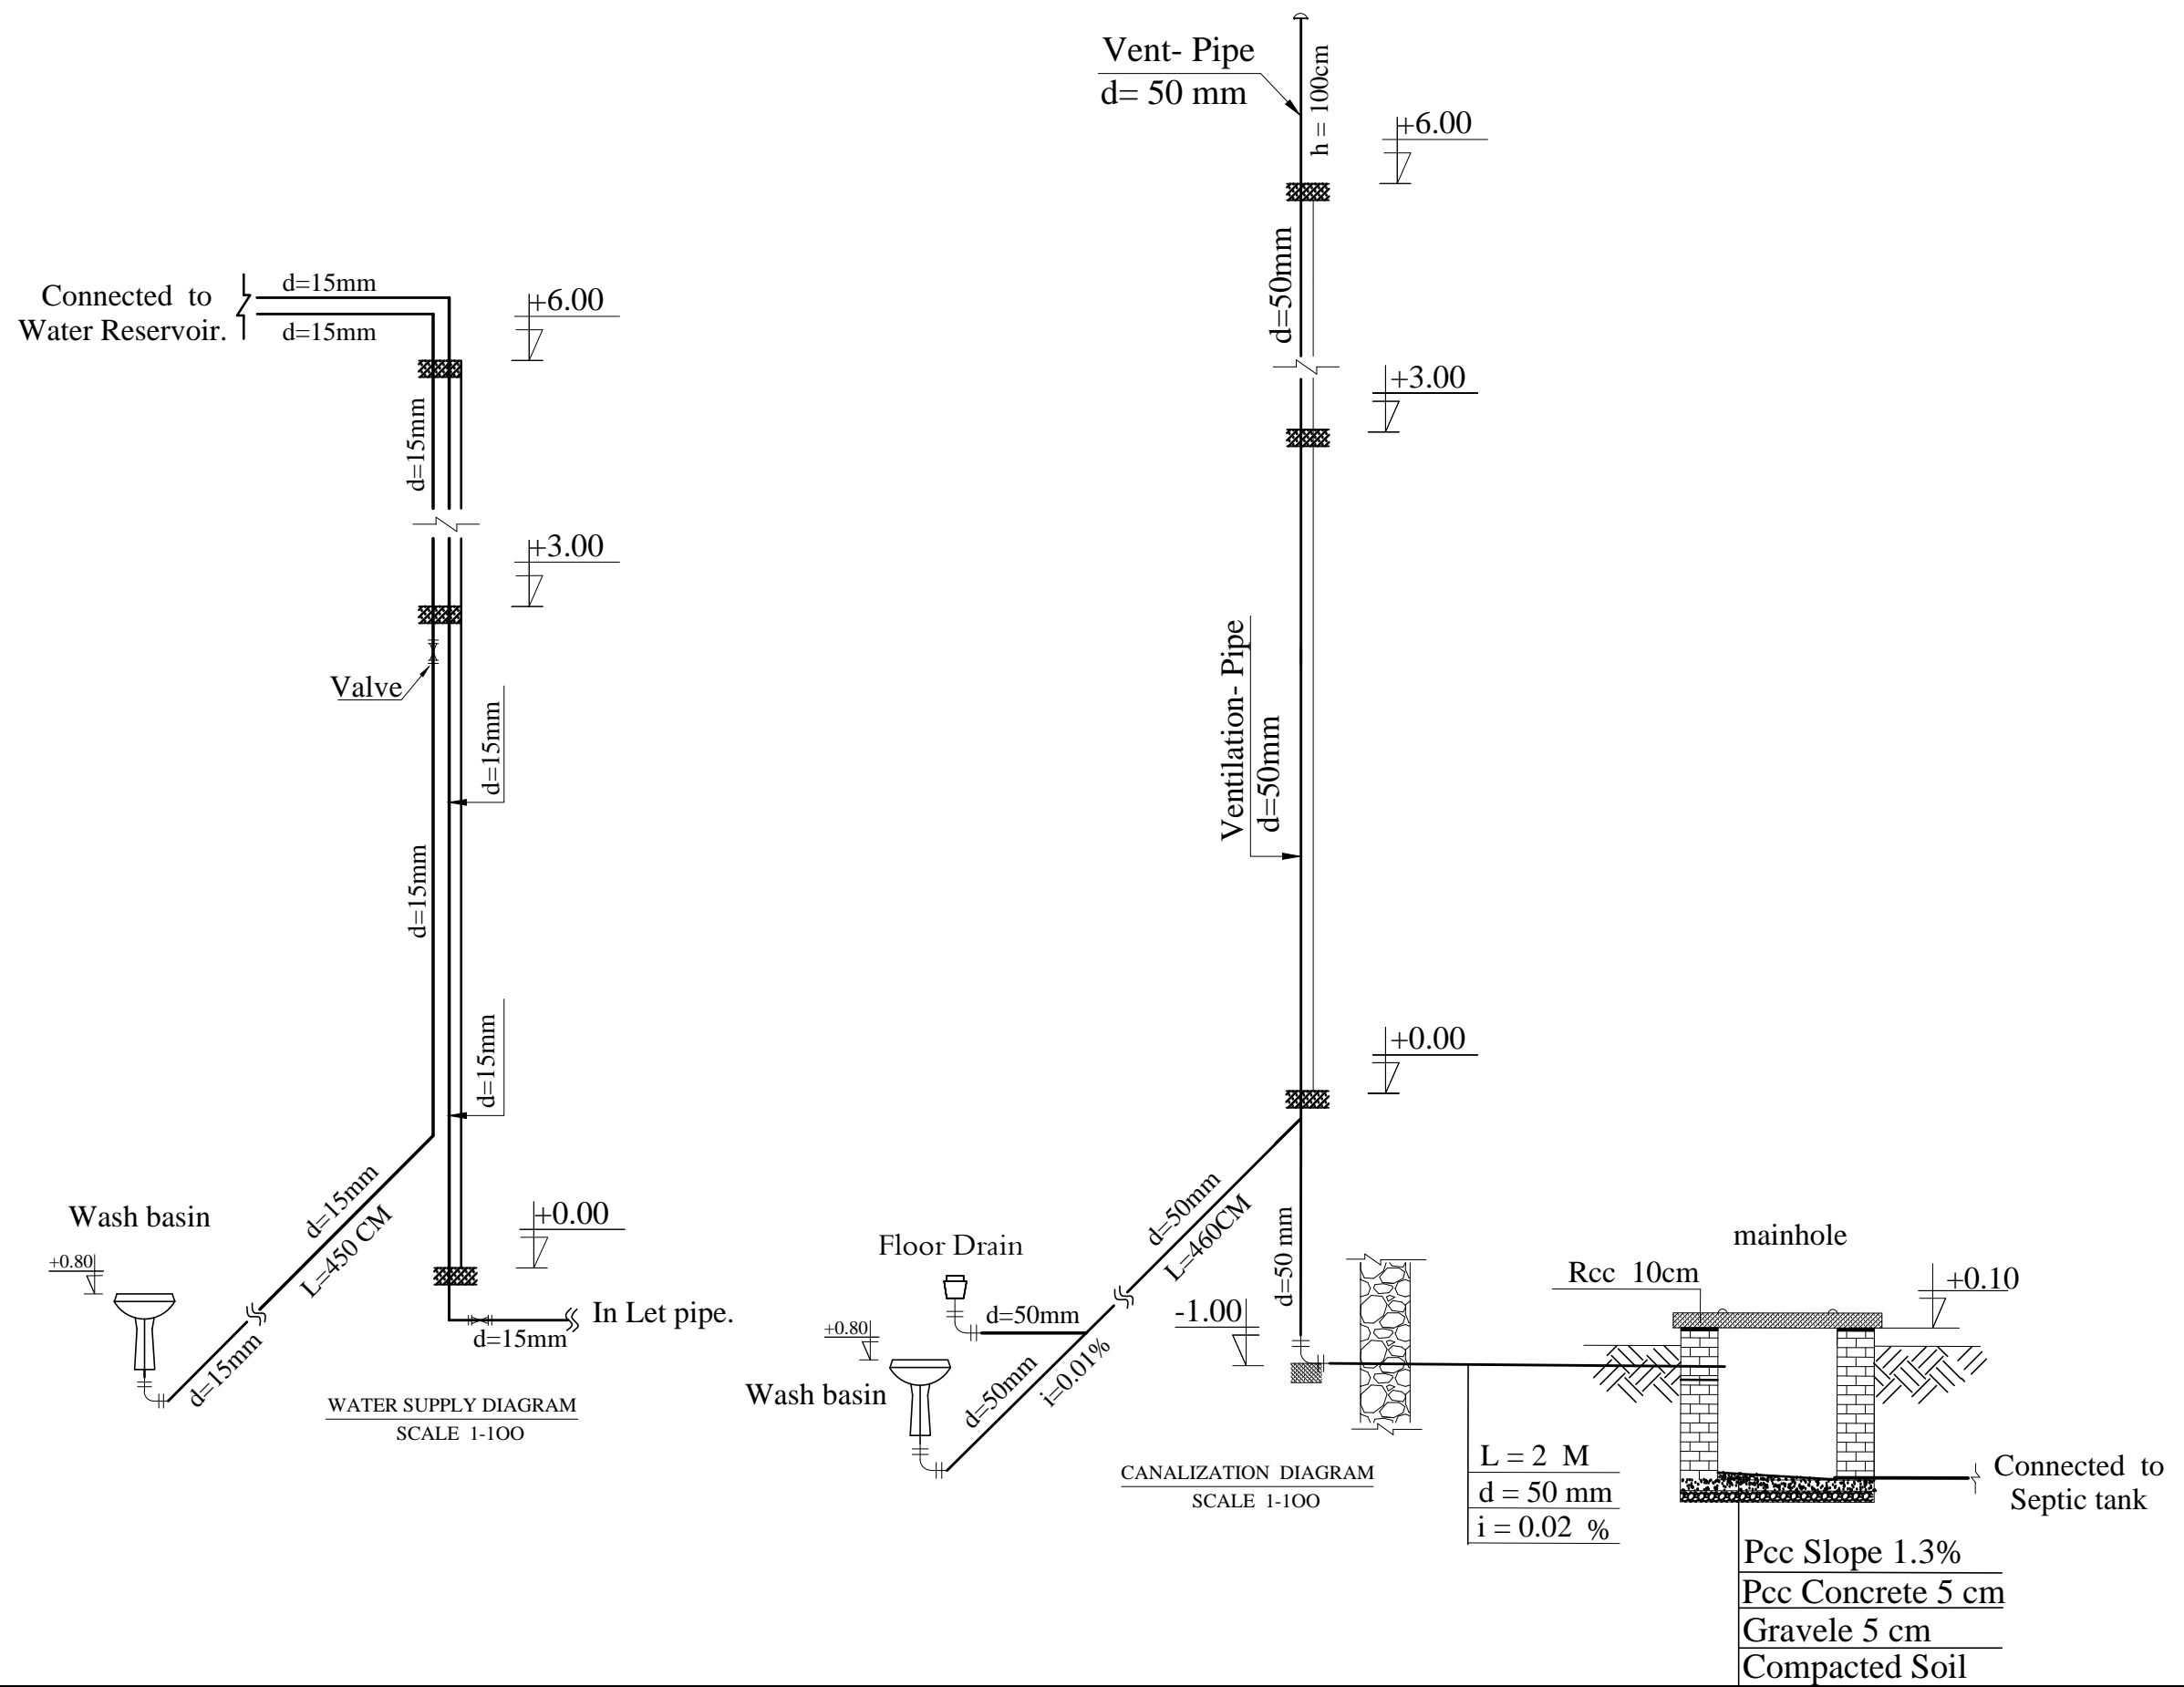 Connected to
Water Reservoir.
d=15mm
d=15mm
+6.00
d=15mm
+3.00
Valve
d=15mm
d=15mm
d=15mm
d=15mm
L=450 CM
Wash basin
+0.80
d=15mm
+0.00
In Let pipe.
d=15mm
WATER SUPPLY DIAGRAM
SCALE 1-1OO
Vent- Pipe
d= 50 mm
h = 100cm
+6.00
d=50mm
+3.00
Ventilation- Pipe
d=50mm
+0.00
d=50mm
L=460CM
d=50 mm
Floor Drain
d=50mm
+0.80
Wash basin
d=50mm
i=0.01%
-1.00
CANALIZATION DIAGRAM
SCALE 1-1OO
L = 2 M
d = 50 mm
i = 0.02 %
mainhole
Rcc 10cm
+0.10
Connected to
Septic tank
Pcc Slope 1.3%
Pcc Concrete 5 cm
Gravele 5 cm
Compacted Soil